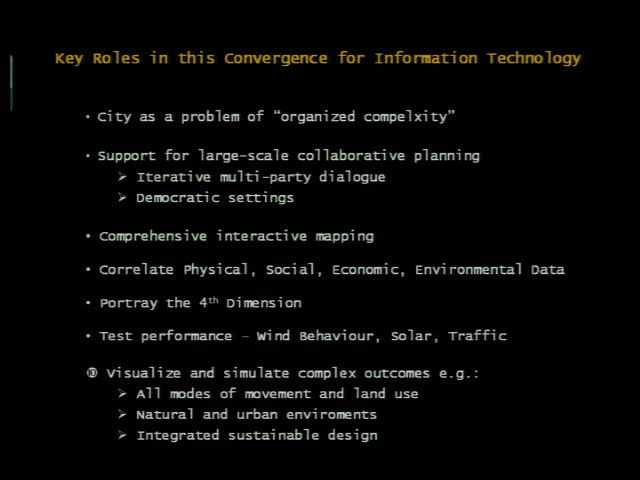 Key Roles in this Convergence for Information Technology
· City as a problem of “organized compelxity”
· Support for large-scale collaborative planning
➢ Iterative multi-party dialogue
➢ Democratic settings
· Comprehensive interactive mapping
· Correlate Physical, Social, Economic, Environmental Data
· Portray the 4th Dimension
· Test performance – Wind Behaviour, Solar, Traffic
⓾ Visualize and simulate complex outcomes e.g.:
➢ All modes of movement and land use
➢ Natural and urban enviroments
➢ Integrated sustainable design